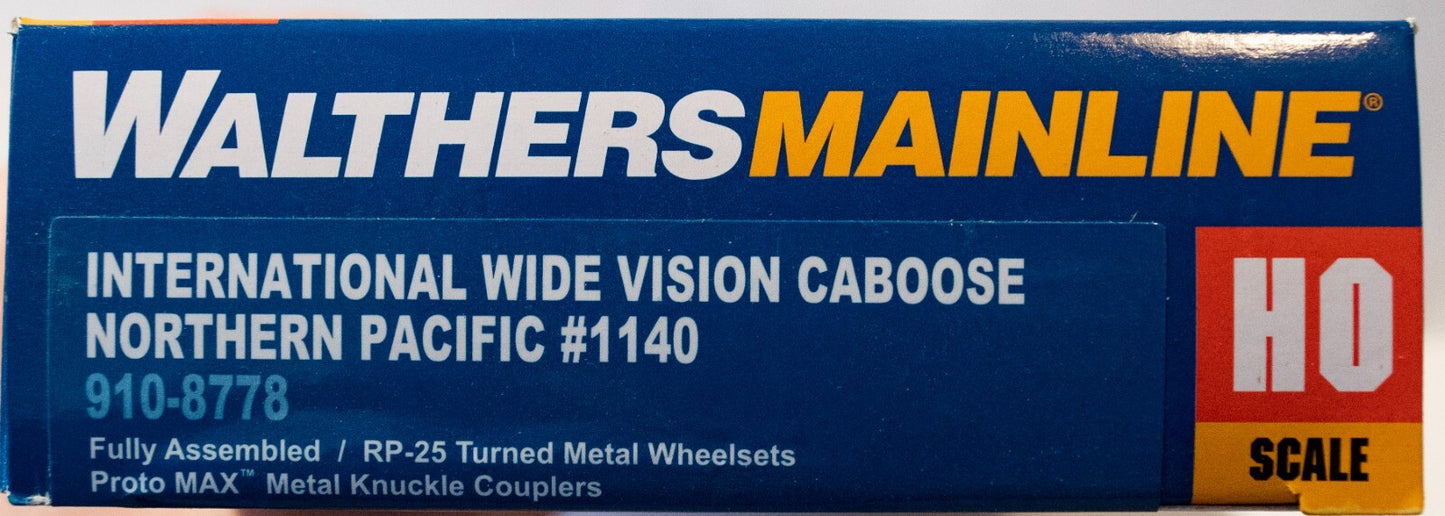 WALTHERSMAINLINE®
INTERNATIONAL WIDE VISION CABOOSE
NORTHERN PACIFIC #1140
910-8778
Fully Assembled / RP-25 Turned Metal Wheelsets
Proto MAX™ Metal Knuckle Couplers
HO
SCALE